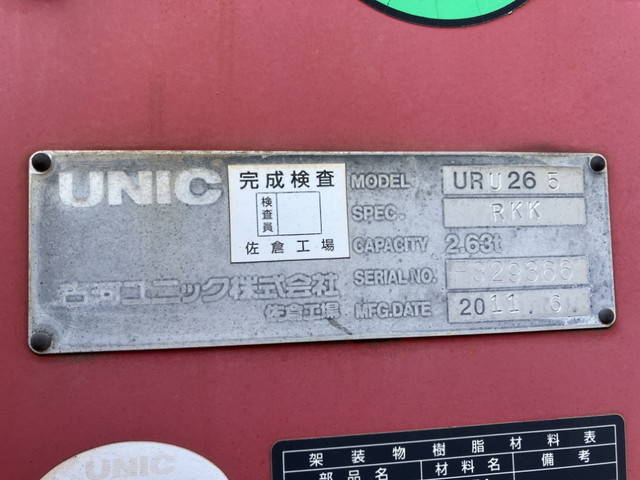 UNIC
完成検査
検査員
佐倉工場
古河ユニック株式会社
佐倉工場
MODEL URU265
SPEC. RKK
CAPACITY 2.63t
SERIAL NO.
MFG.DATE 2011.6.
UNIC
架装物樹脂材料表
部品名 材料名 備考